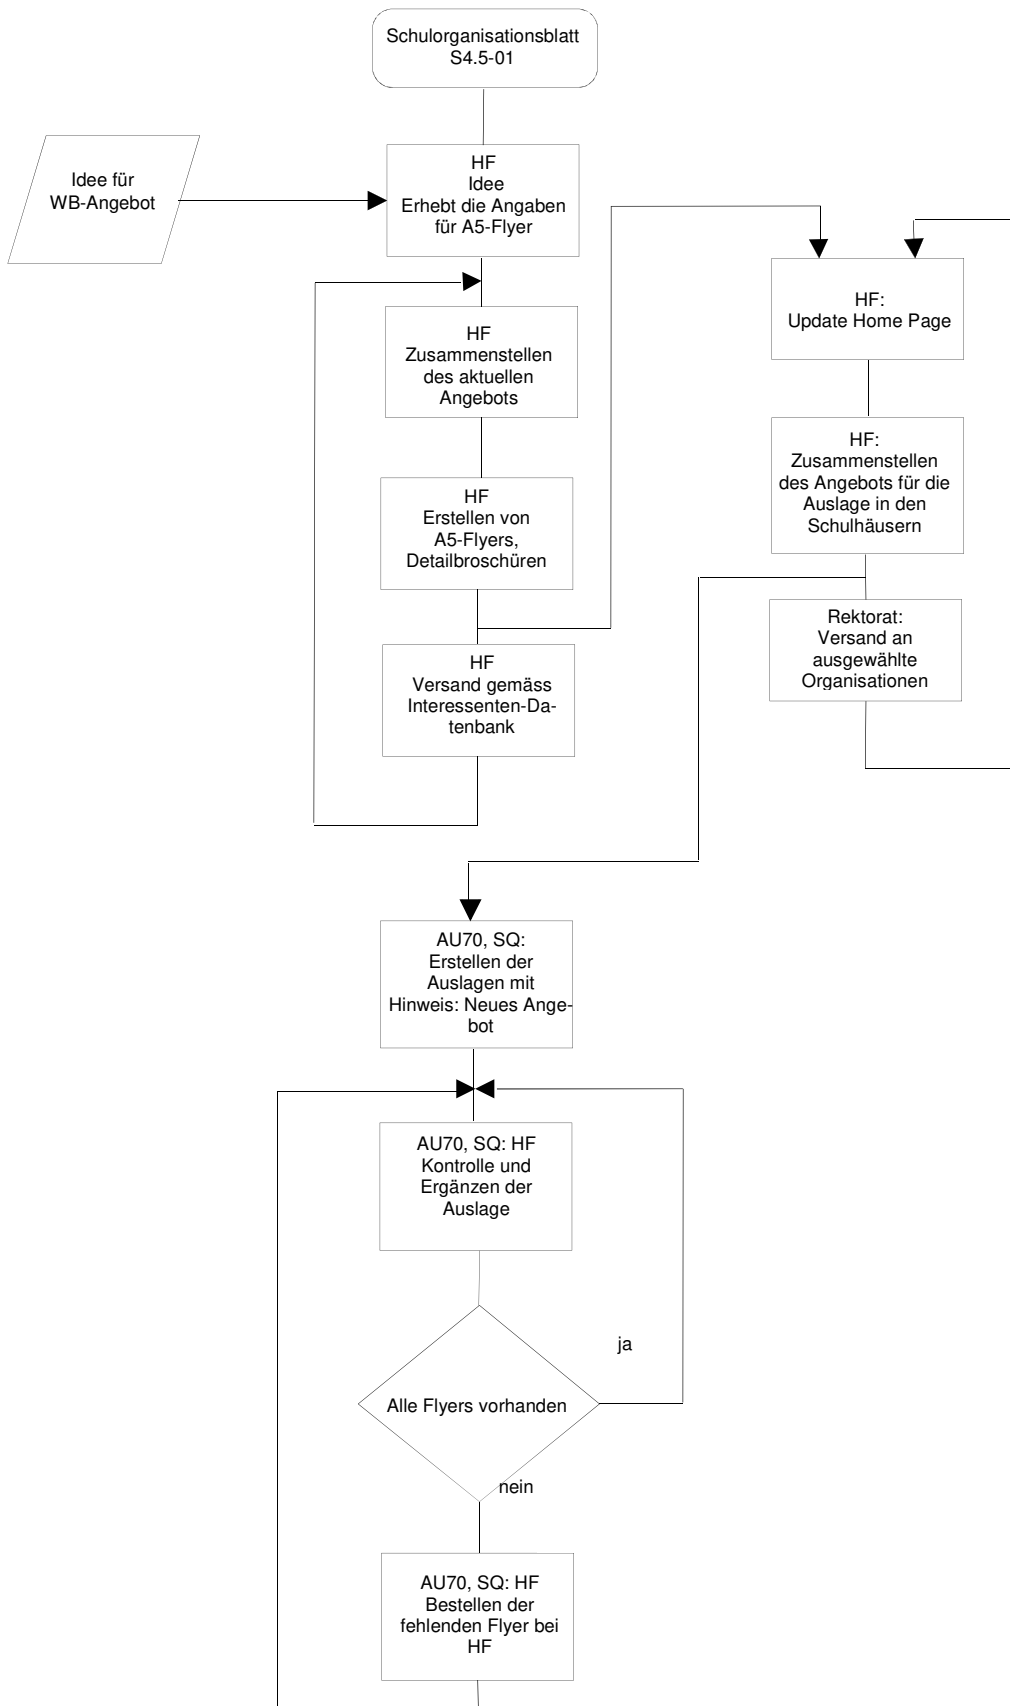 Schulorganisationsblatt
S4.5-01
Idee für
WB-Angebot
HF
Idee
Erhebt die Angaben
für A5-Flyer
HF
Zusammenstellen
des aktuellen
Angebots
HF
Erstellen von
A5-Flyers,
Detailbroschüren
HF
Versand gemäss
Interessenten-Da-
tenbank
HF:
Update Home Page
HF:
Zusammenstellen
des Angebots für die
Auslage in den
Schulhäusern
Rektorat:
Versand an
ausgewählte
Organisationen
AU70, SQ:
Erstellen der
Auslagen mit
Hinweis: Neues Ange-
bot
AU70, SQ: HF
Kontrolle und
Ergänzen der
Auslage
ja
Alle Flyers vorhanden
nein
AU70, SQ: HF
Bestellen der
fehlenden Flyer bei
HF